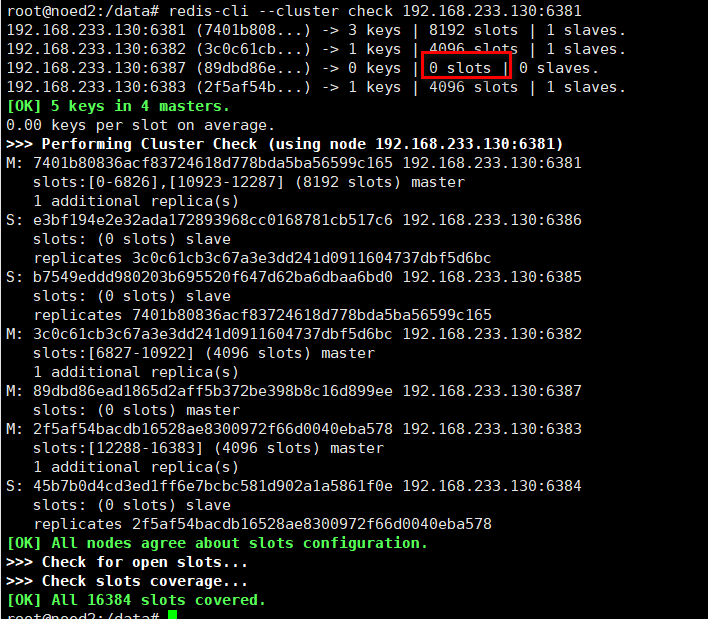 root@noed2:/data# redis-cli --cluster check 192.168.233.130:6381
192.168.233.130:6381 (7401b808...) -> 3 keys | 8192 slots | 1 slaves.
192.168.233.130:6382 (3c0c61cb...) -> 1 keys | 4096 slots | 1 slaves.
192.168.233.130:6387 (89dbd86e...) -> 0 keys | 0 slots | 0 slaves.
192.168.233.130:6383 (2f5af54b...) -> 1 keys | 4096 slots | 1 slaves.
[OK] 5 keys in 4 masters.
0.00 keys per slot on average.
>>> Performing Cluster Check (using node 192.168.233.130:6381)
M: 7401b80836acf83724618d778bda5ba56599c165 192.168.233.130:6381
slots:[0-6826],[10923-12287] (8192 slots) master
1 additional replica(s)
S: e3bf194e2e32ada172893968cc0168781cb517c6 192.168.233.130:6386
slots: (0 slots) slave
replicates 3c0c61cb3c67a3e3dd241d0911604737dbf5d6bc
S: b7549eddd980203b695520f647d62ba6dbaa6bd0 192.168.233.130:6385
slots: (0 slots) slave
replicates 7401b80836acf83724618d778bda5ba56599c165
M: 3c0c61cb3c67a3e3dd241d0911604737dbf5d6bc 192.168.233.130:6382
slots:[6827-10922] (4096 slots) master
1 additional replica(s)
M: 89dbd86ead1865d2aff5b372be398b8c16d899ee 192.168.233.130:6387
slots: (0 slots) master
M: 2f5af54bacdb16528ae8300972f66d0040eba578 192.168.233.130:6383
slots:[12288-16383] (4096 slots) master
1 additional replica(s)
S: 45b7b0d4cd3ed1ff6e7bcbc581d902a1a5861f0e 192.168.233.130:6384
slots: (0 slots) slave
replicates 2f5af54bacdb16528ae8300972f66d0040eba578
[OK] All nodes agree about slots configuration.
>>> Check for open slots...
>>> Check slots coverage...
[OK] All 16384 slots covered.
root@noed2:/data#